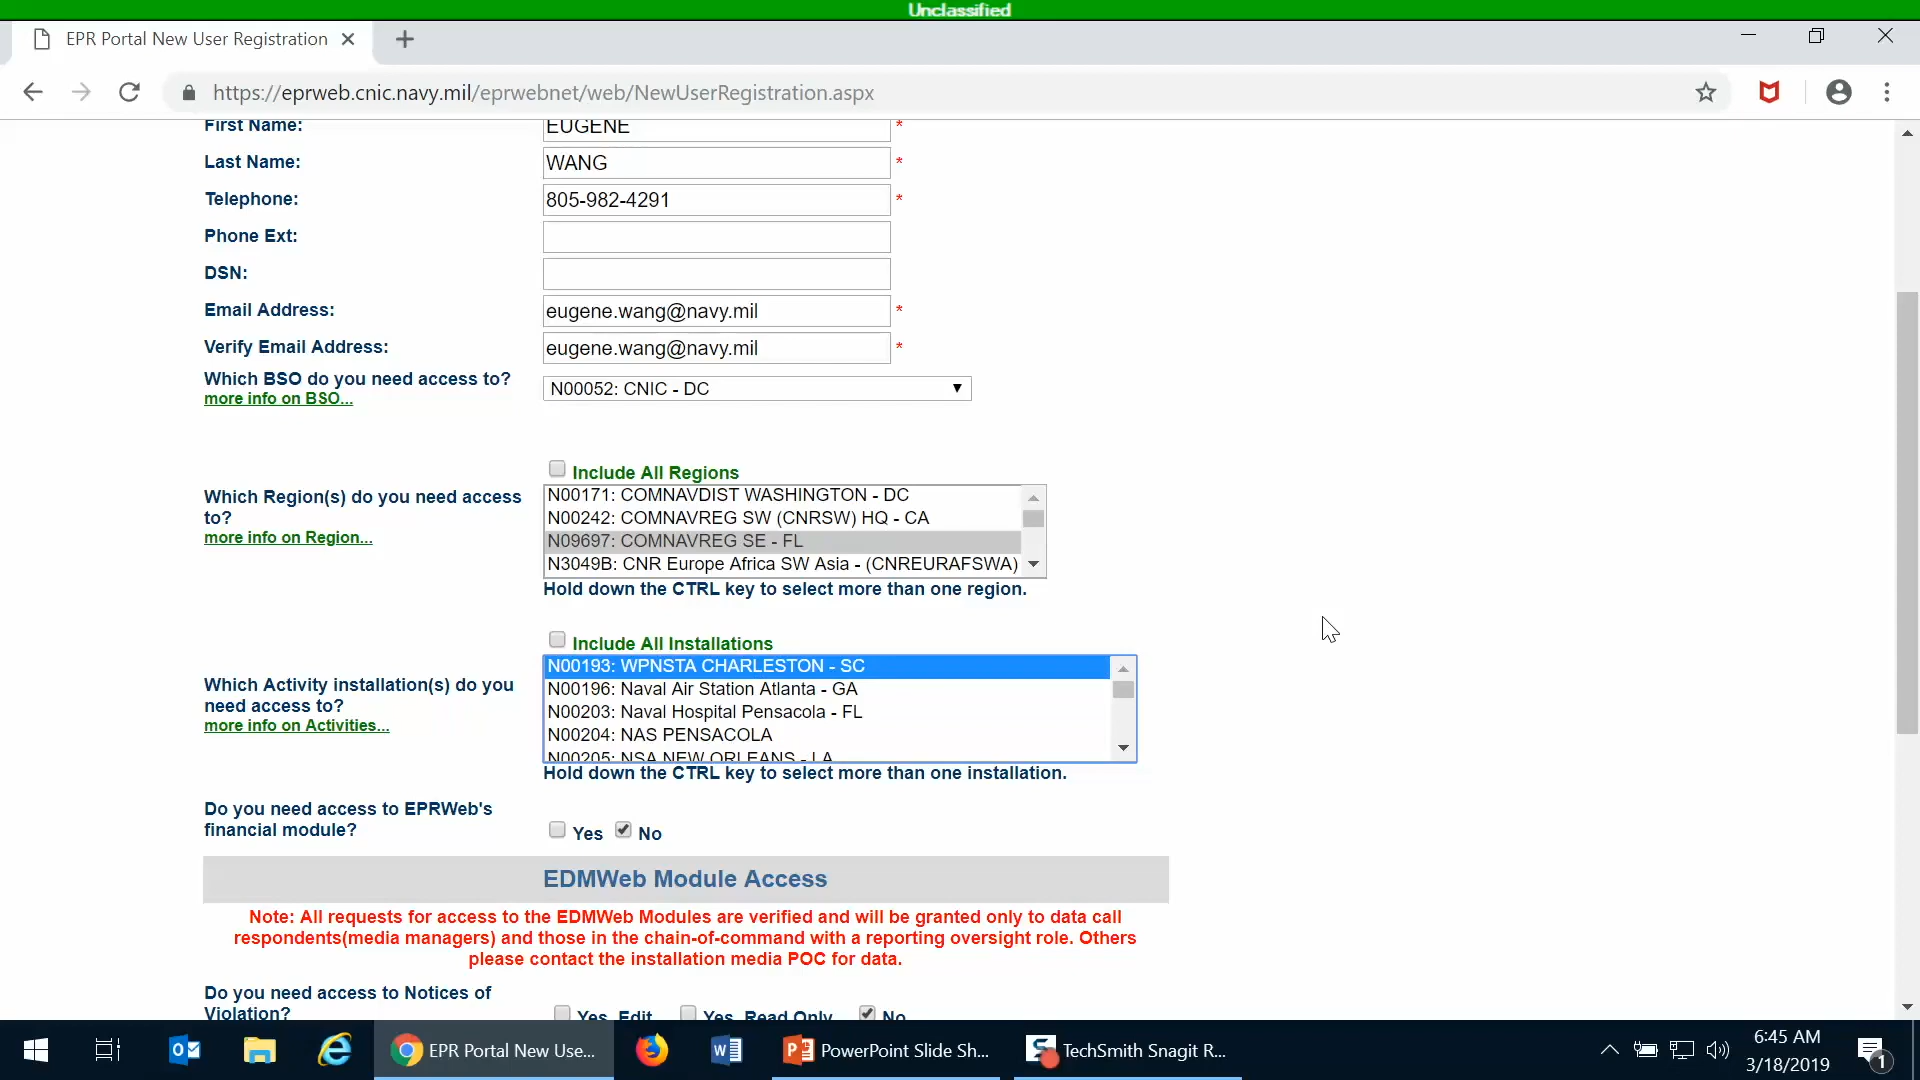 Unclassified
EPR Portal New User Registration
https://eprweb.cnic.navy.mil/eprwebnet/web/NewUserRegistration.aspx
First Name: EUGENE *
Last Name: WANG *
Telephone: 805-982-4291 *
Phone Ext:
DSN:
Email Address: eugene.wang@navy.mil *
Verify Email Address: eugene.wang@navy.mil *
Which BSO do you need access to? N00052: CNIC - DC
more info on BSO...
Include All Regions
Which Region(s) do you need access
to?
more info on Region...
N00171: COMNAVDIST WASHINGTON - DC
N00242: COMNAVREG SW (CNRSW) HQ - CA
N09697: COMNAVREG SE - FL
N3049B: CNR Europe Africa SW Asia - (CNREURAFSWA)
Hold down the CTRL key to select more than one region.
Include All Installations
Which Activity installation(s) do you
need access to?
more info on Activities...
N00193: WPNSTA CHARLESTON - SC
N00196: Naval Air Station Atlanta - GA
N00203: Naval Hospital Pensacola - FL
N00204: NAS PENSACOLA
N00205: NSA NEW ORLEANS - LA
Hold down the CTRL key to select more than one installation.
Do you need access to EPRWeb's
financial module?
Yes No
EDMWeb Module Access
Note: All requests for access to the EDMWeb Modules are verified and will be granted only to data call
respondents(media managers) and those in the chain-of-command with a reporting oversight role. Others
please contact the installation media POC for data.
Do you need access to Notices of
Violation?
Yes, Edit Yes, Read Only No
EPR Portal New Use...
PowerPoint Slide Sh...
TechSmith Snagit R...
6:45 AM
3/18/2019
1